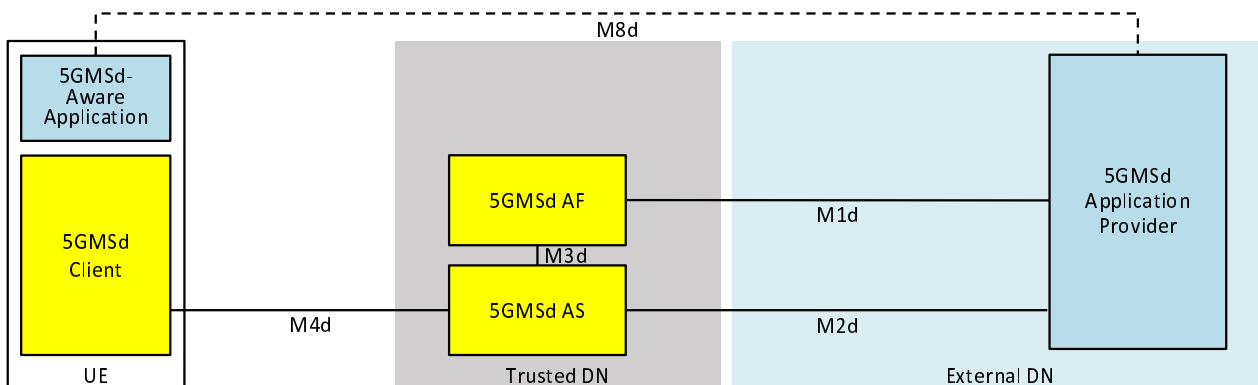 M8d
5GMSd-
Aware
Application
5GMSd
Client
UE
M4d
5GMSd AF
M3d
5GMSd AS
Trusted DN
M1d
M2d
5GMSd
Application
Provider
External DN